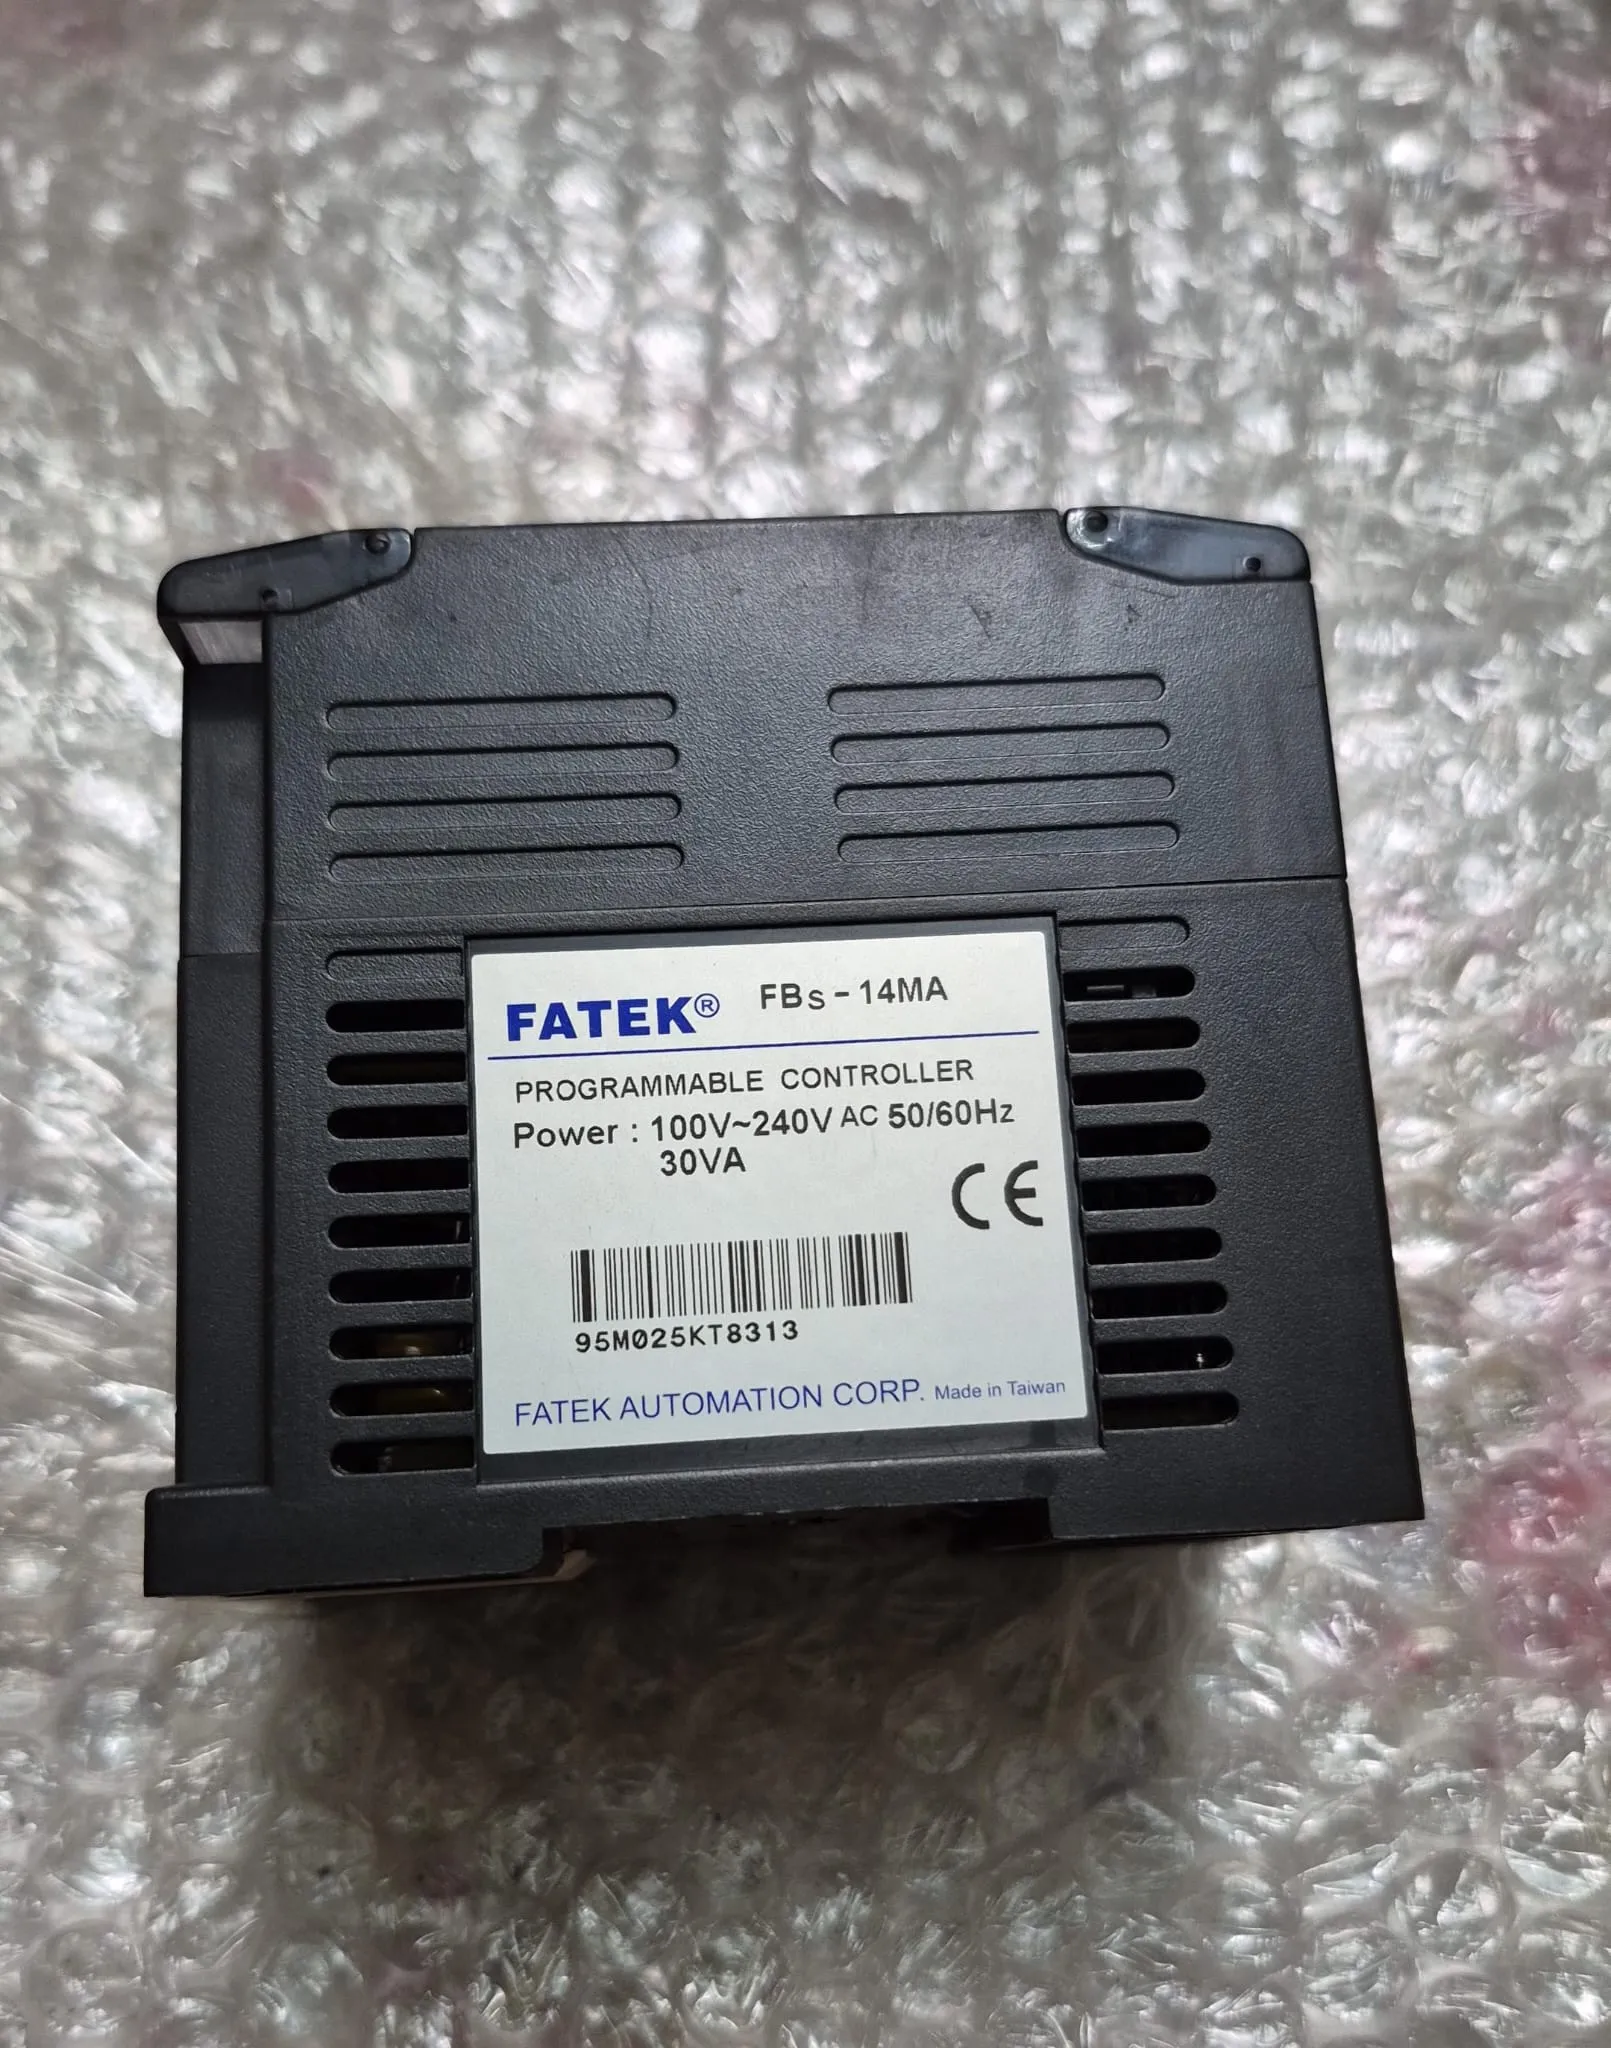 FATEK® FBs-14MA
PROGRAMMABLE CONTROLLER
Power : 100V~240V AC 50/60Hz
30VA
CE
95M025KT8313
FATEK AUTOMATION CORP. Made in Taiwan